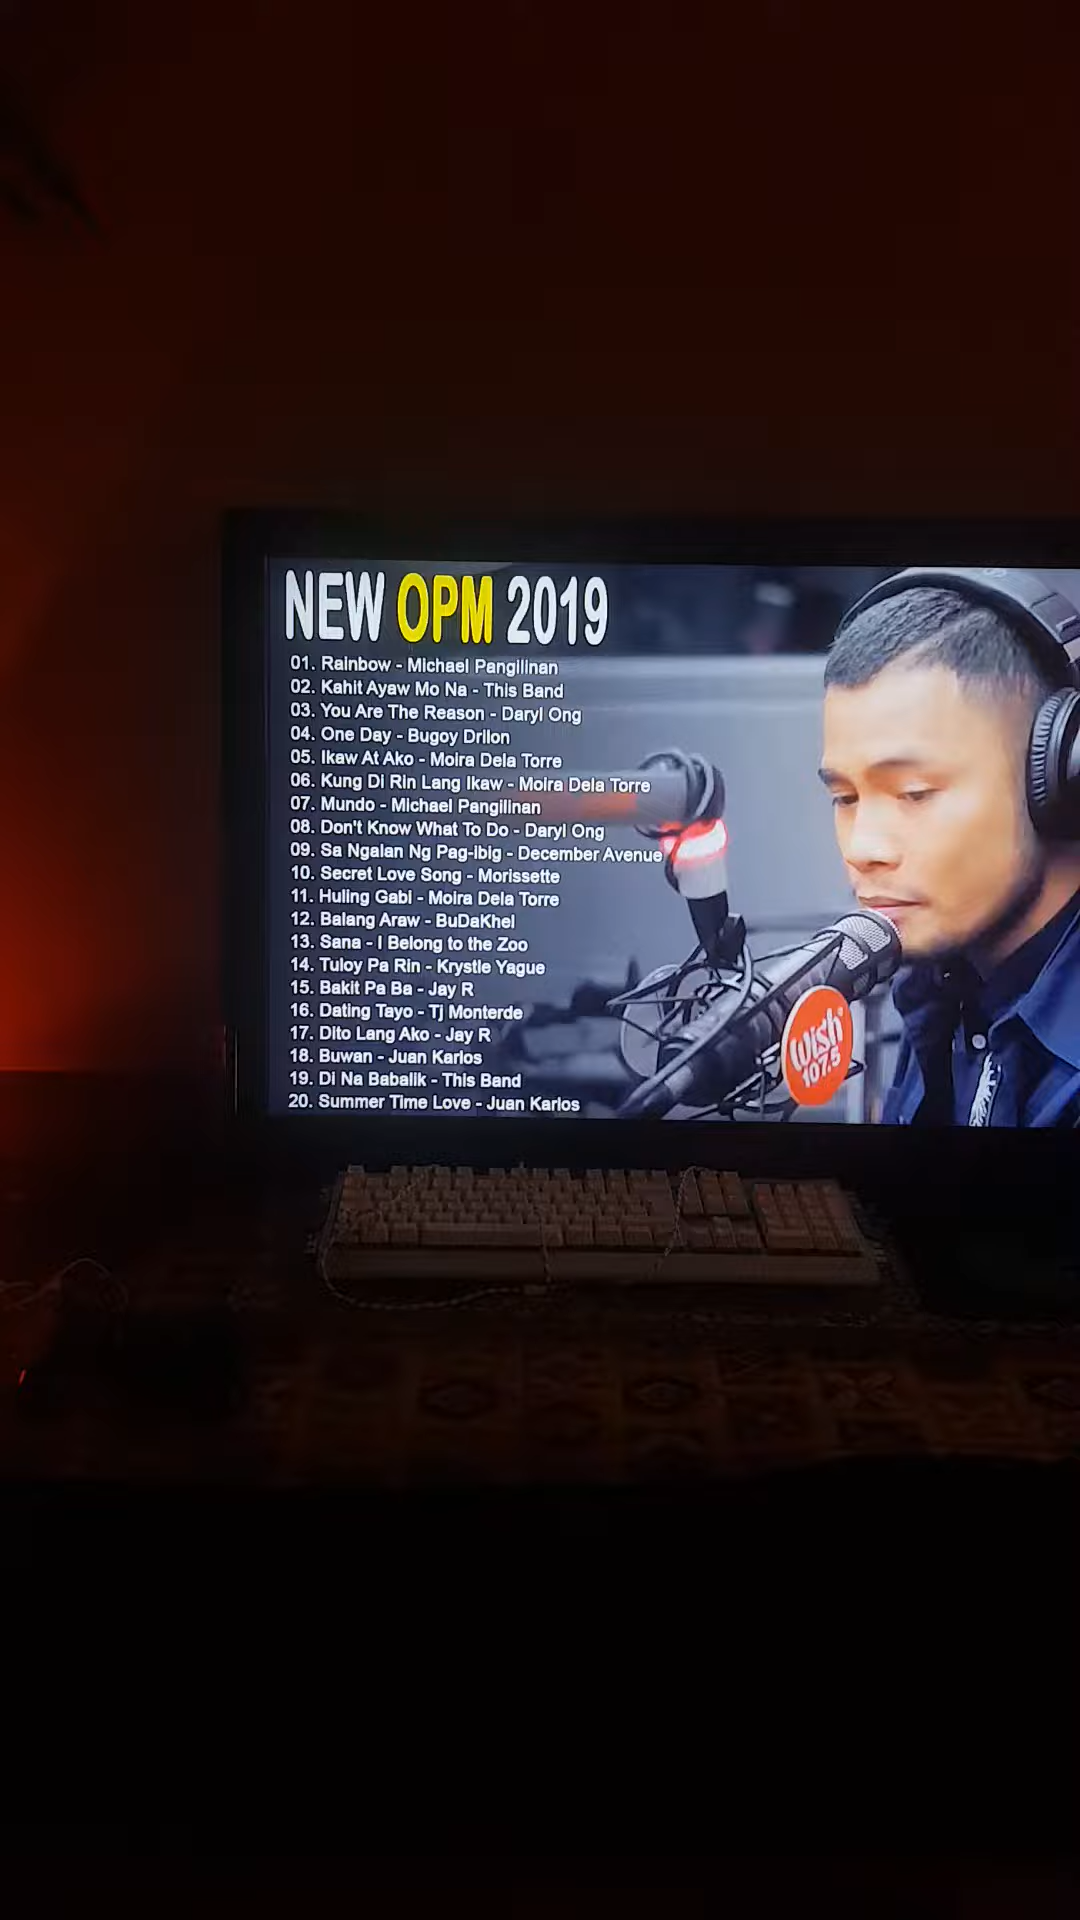 NEW OPM 2019
01. Rainbow - Michael Pangilinan
02. Kahit Ayaw Mo Na - This Band
03. You Are The Reason - Daryl Ong
04. One Day - Bugoy Drilon
05. Ikaw At Ako - Moira Dela Torre
06. Kung Di Rin Lang Ikaw - Moira Dela Torre
07. Mundo - Michael Pangilinan
08. Don't Know What To Do - Daryl Ong
09. Sa Ngalan Ng Pag-ibig - December Avenue
10. Secret Love Song - Morissette
11. Huling Gabi - Moira Dela Torre
12. Balang Araw - BuDaKhel
13. Sana - I Belong to the Zoo
14. Tuloy Pa Rin - Krystle Yague
15. Bakit Pa Ba - Jay R
16. Dating Tayo - Tj Monterde
17. Dito Lang Ako - Jay R
18. Buwan - Juan Karlos
19. Di Na Babalik - This Band
20. Summer Time Love - Juan Karlos
wish
107.5